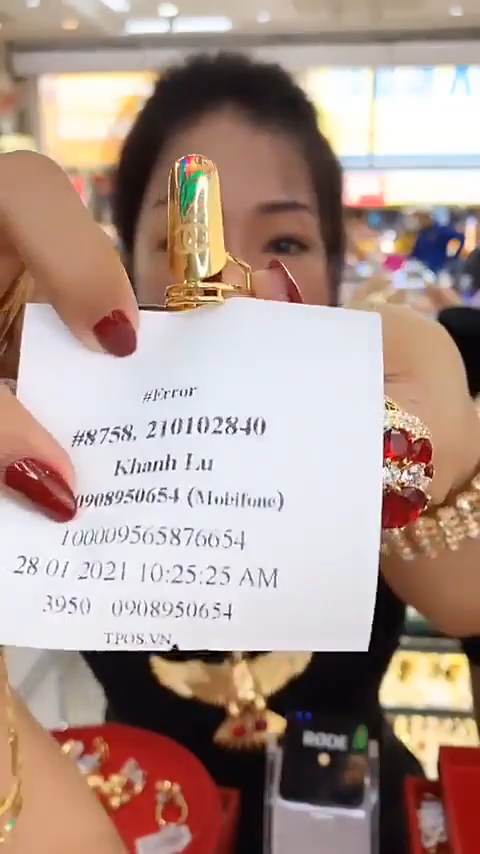 #Error
#8758. 210102840
Khanh Lu
0908950654 (Mobifone)
100009565876654
28 01 2021 10:25:25 AM
3950 0908950654
TPOS.VN
RODE